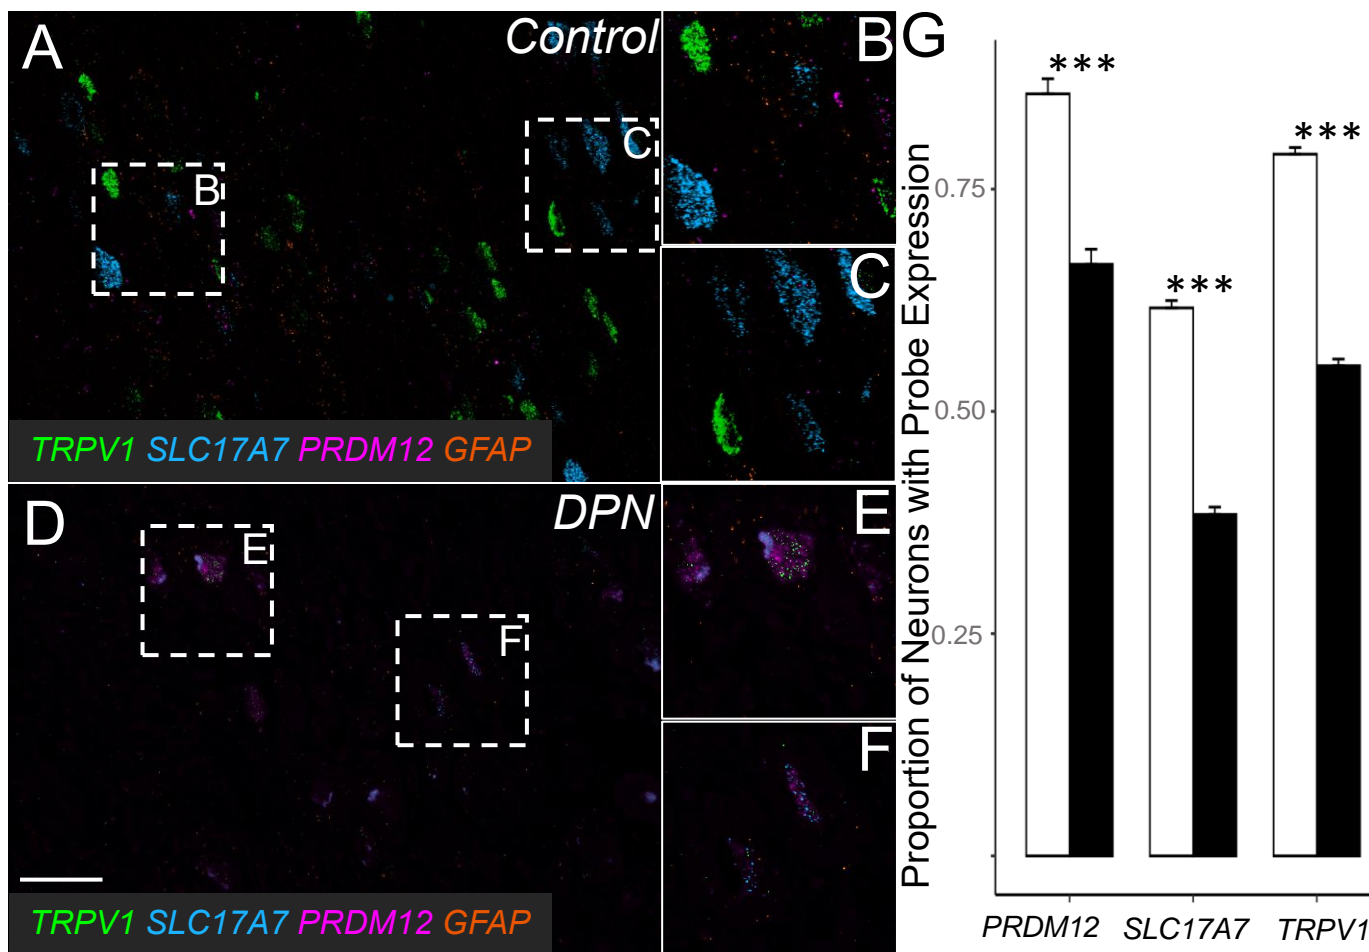 A
Control
B
C
B
C
TRPV1 SLC17A7 PRDM12 GFAP
D
DPN
E
F
E
F
TRPV1 SLC17A7 PRDM12 GFAP
G
Proportion of Neurons with Probe Expression
0.75
0.50
0.25
***
***
***
PRDM12 SLC17A7 TRPV1